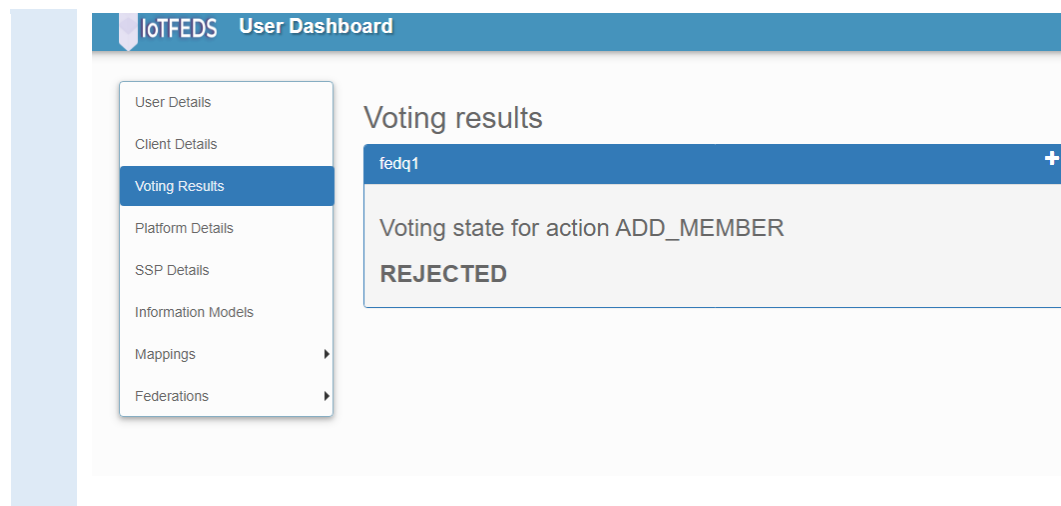 IoTFEDS User Dashboard
User Details
Client Details
Voting Results
Platform Details
SSP Details
Information Models
Mappings
Federations
Voting results
fedq1
Voting state for action ADD_MEMBER
REJECTED